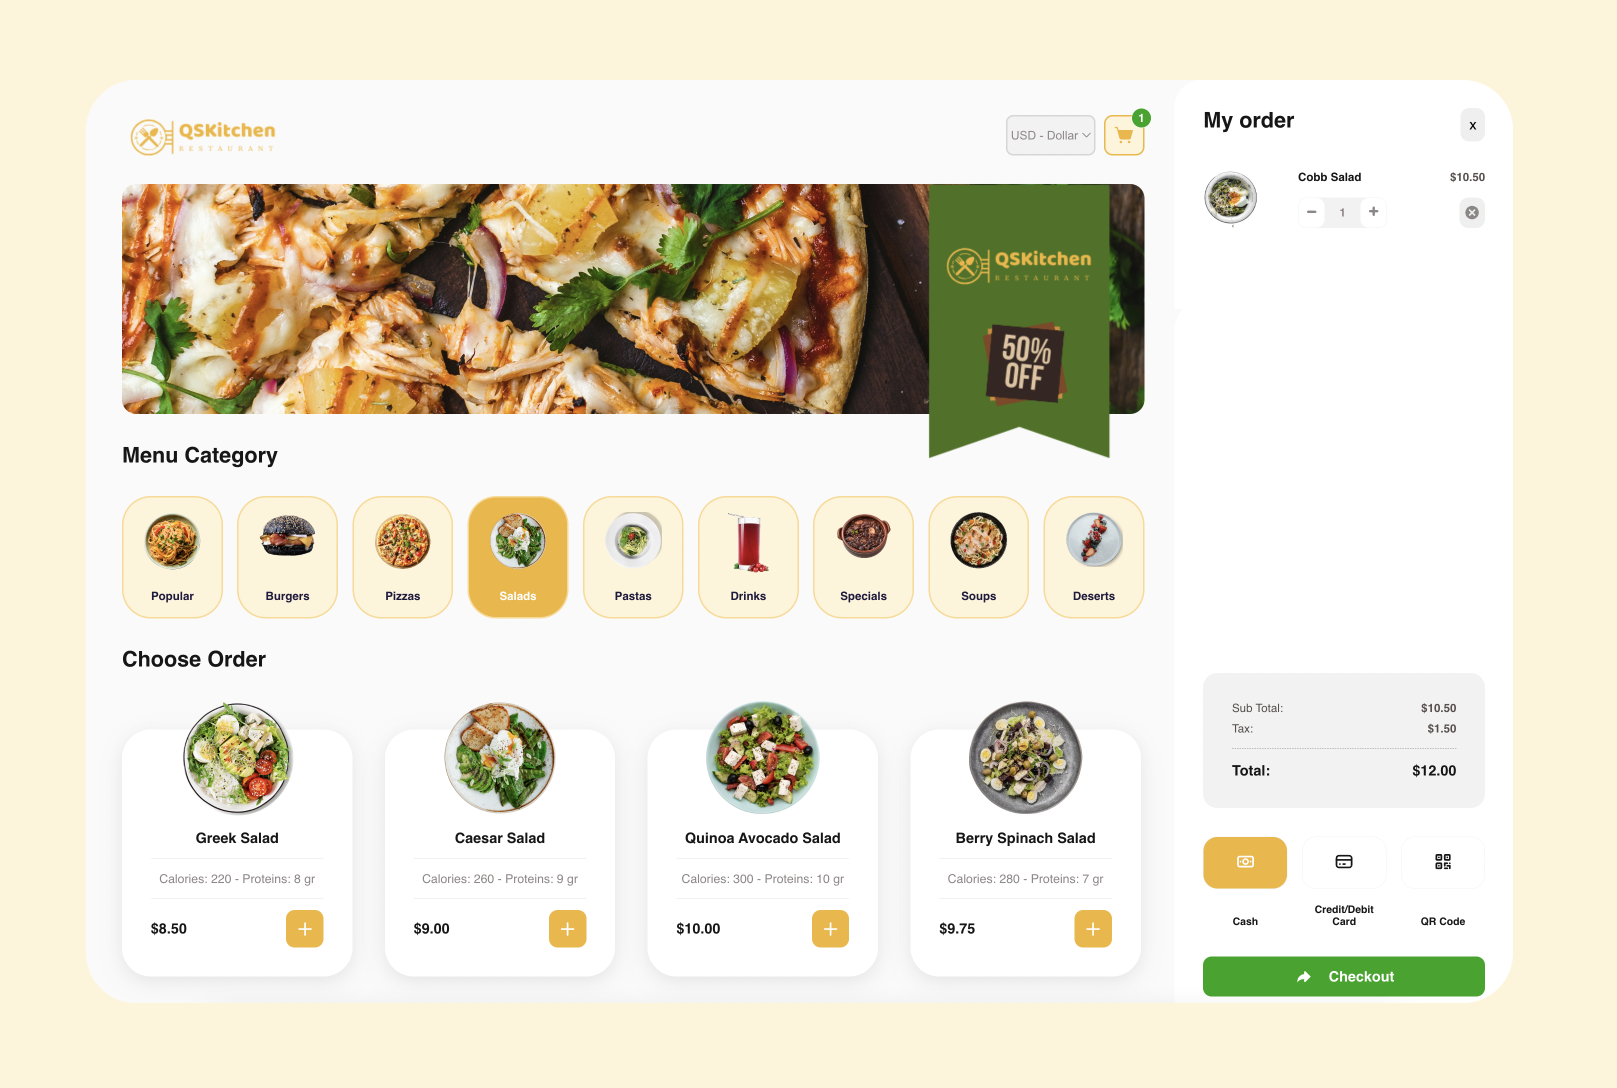 QSKitchen
RESTAURANT
USD - Dollar
1
QSKitchen
RESTAURANT
50%
OFF
Menu Category
Popular
Burgers
Pizzas
Salads
Pastas
Drinks
Specials
Soups
Deserts
Choose Order
Greek Salad
Calories: 220 - Proteins: 8 gr
$8.50
Caesar Salad
Calories: 260 - Proteins: 9 gr
$9.00
Quinoa Avocado Salad
Calories: 300 - Proteins: 10 gr
$10.00
Berry Spinach Salad
Calories: 280 - Proteins: 7 gr
$9.75
My order
X
Cobb Salad
$10.50
1
Sub Total: $10.50
Tax: $1.50
Total: $12.00
Cash
Credit/Debit
Card
QR Code
Checkout